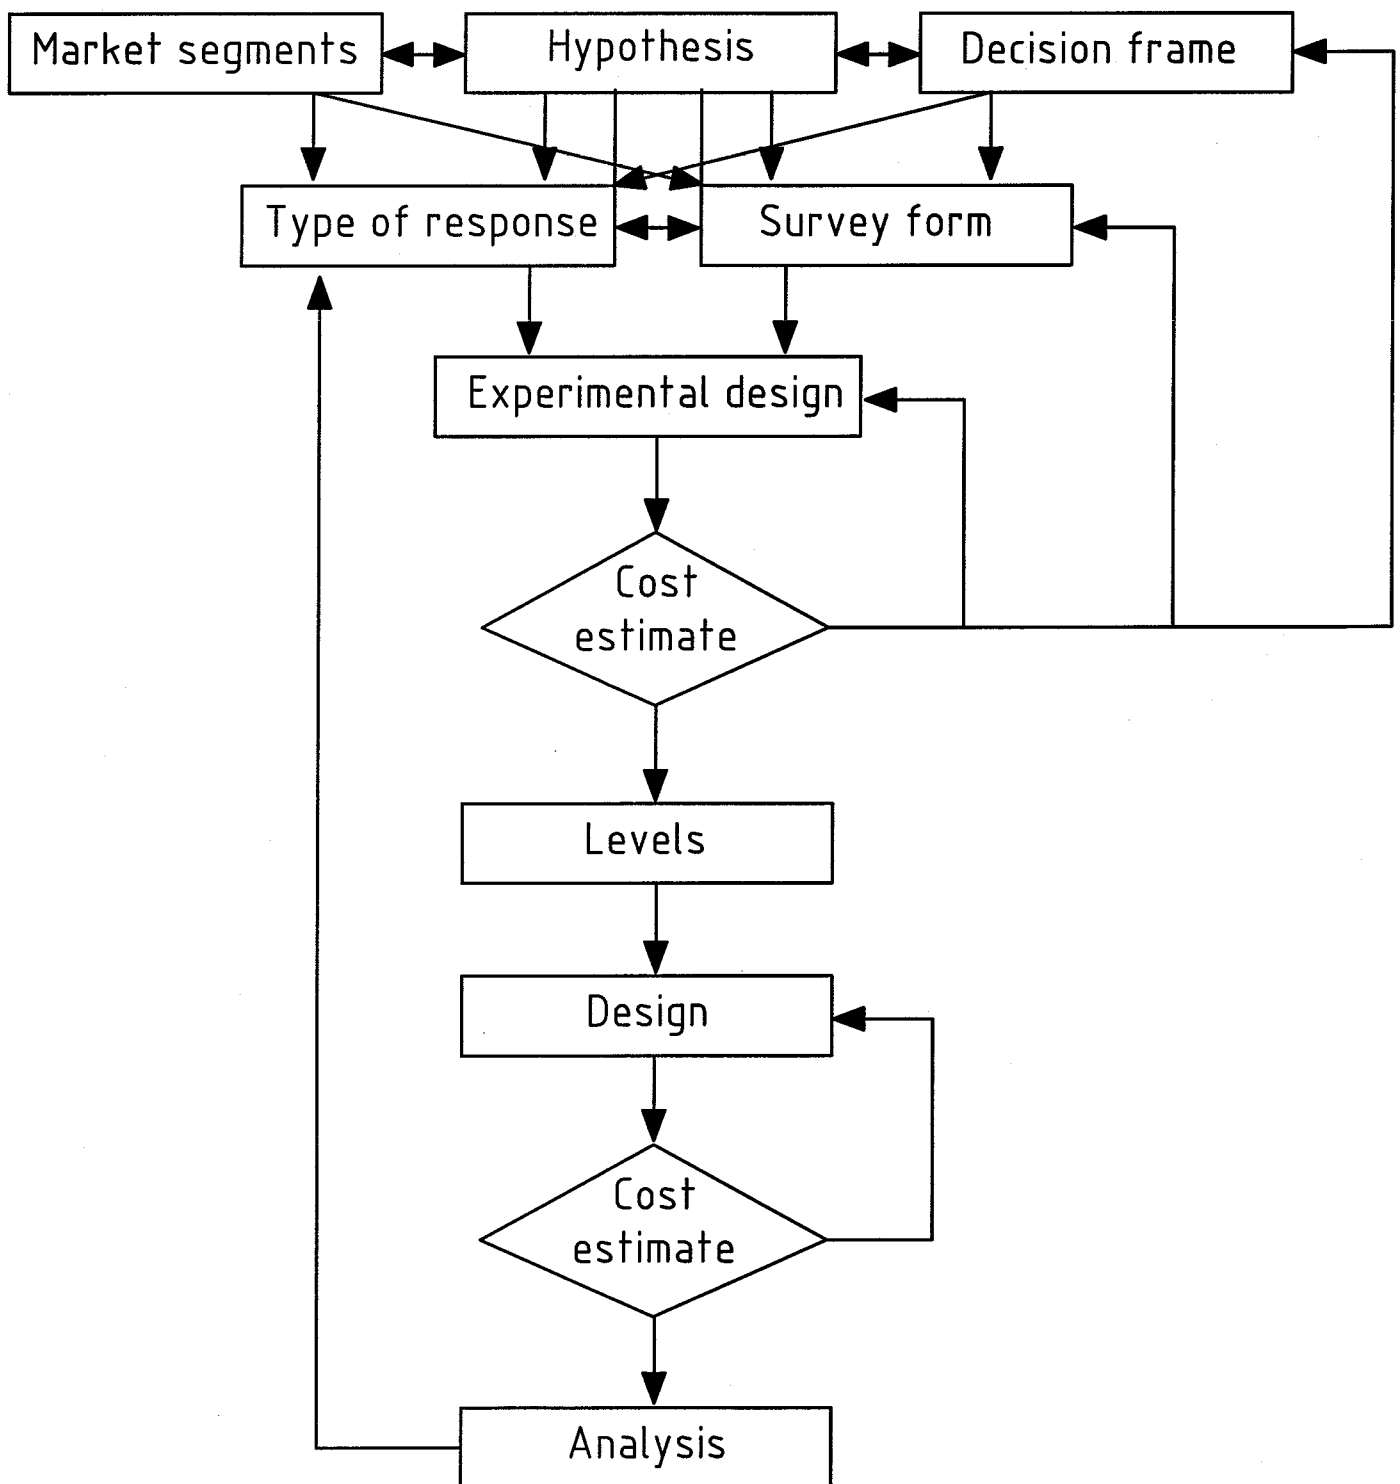 Market segments
Hypothesis
Decision frame
Type of response
Survey form
Experimental design
Cost
estimate
Levels
Design
Cost
estimate
Analysis